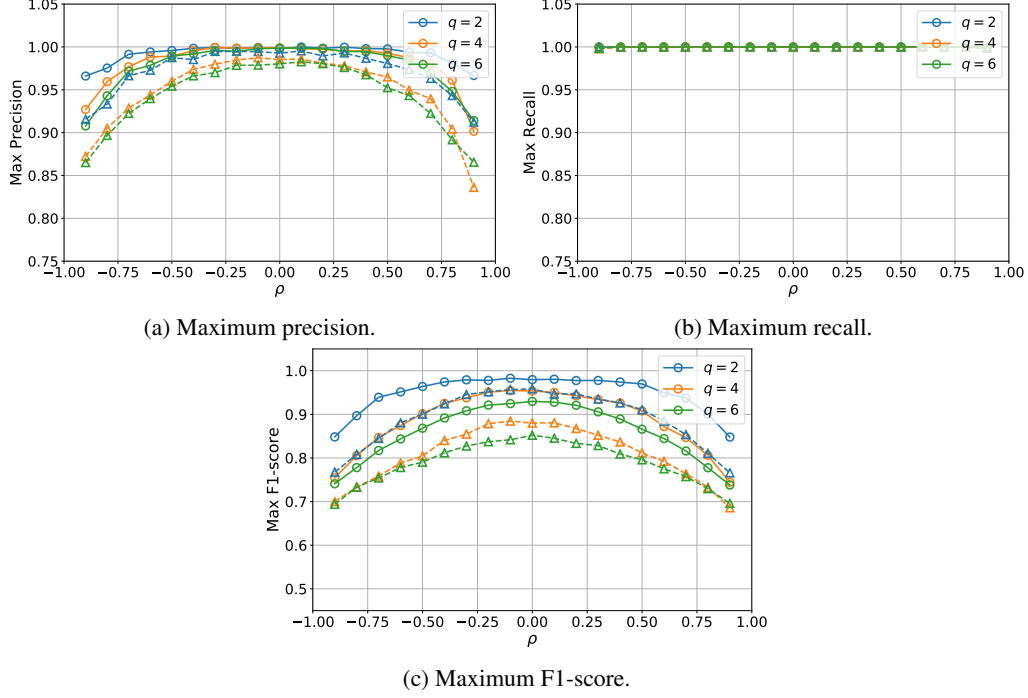 1.05
1.00
0.95
0.90
0.85
0.80
0.75
Max Precision
−1.00 −0.75 −0.50 −0.25 0.00 0.25 0.50 0.75 1.00
ρ
q = 2
q = 4
q = 6
(a) Maximum precision.
1.05
1.00
0.95
0.90
0.85
0.80
0.75
Max Recall
−1.00 −0.75 −0.50 −0.25 0.00 0.25 0.50 0.75 1.00
ρ
q = 2
q = 4
q = 6
(b) Maximum recall.
1.0
0.9
0.8
0.7
0.6
0.5
Max F1-score
−1.00 −0.75 −0.50 −0.25 0.00 0.25 0.50 0.75 1.00
ρ
q = 2
q = 4
q = 6
(c) Maximum F1-score.